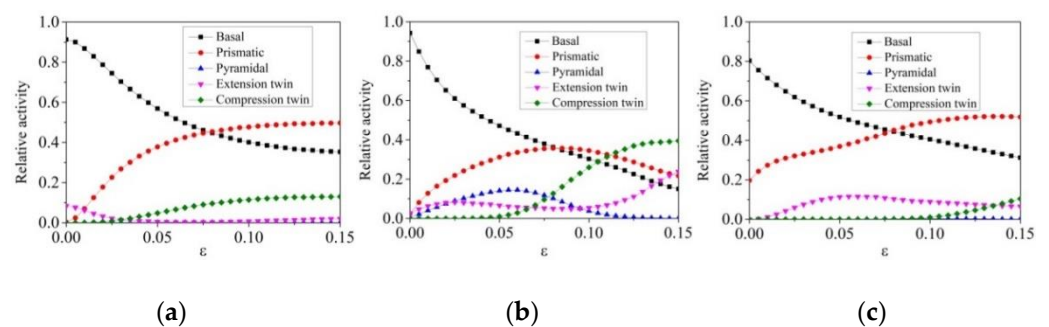 1.0
0.8
0.6
0.4
0.2
0.0
Relative activity
Basal
Prismatic
Pyramidal
Extension twin
Compression twin
0.00 0.05 0.10 0.15
ε
(a)
1.0
0.8
0.6
0.4
0.2
0.0
Relative activity
Basal
Prismatic
Pyramidal
Extension twin
Compression twin
0.00 0.05 0.10 0.15
ε
(b)
1.0
0.8
0.6
0.4
0.2
0.0
Relative activity
Basal
Prismatic
Pyramidal
Extension twin
Compression twin
0.00 0.05 0.10 0.15
ε
(c)